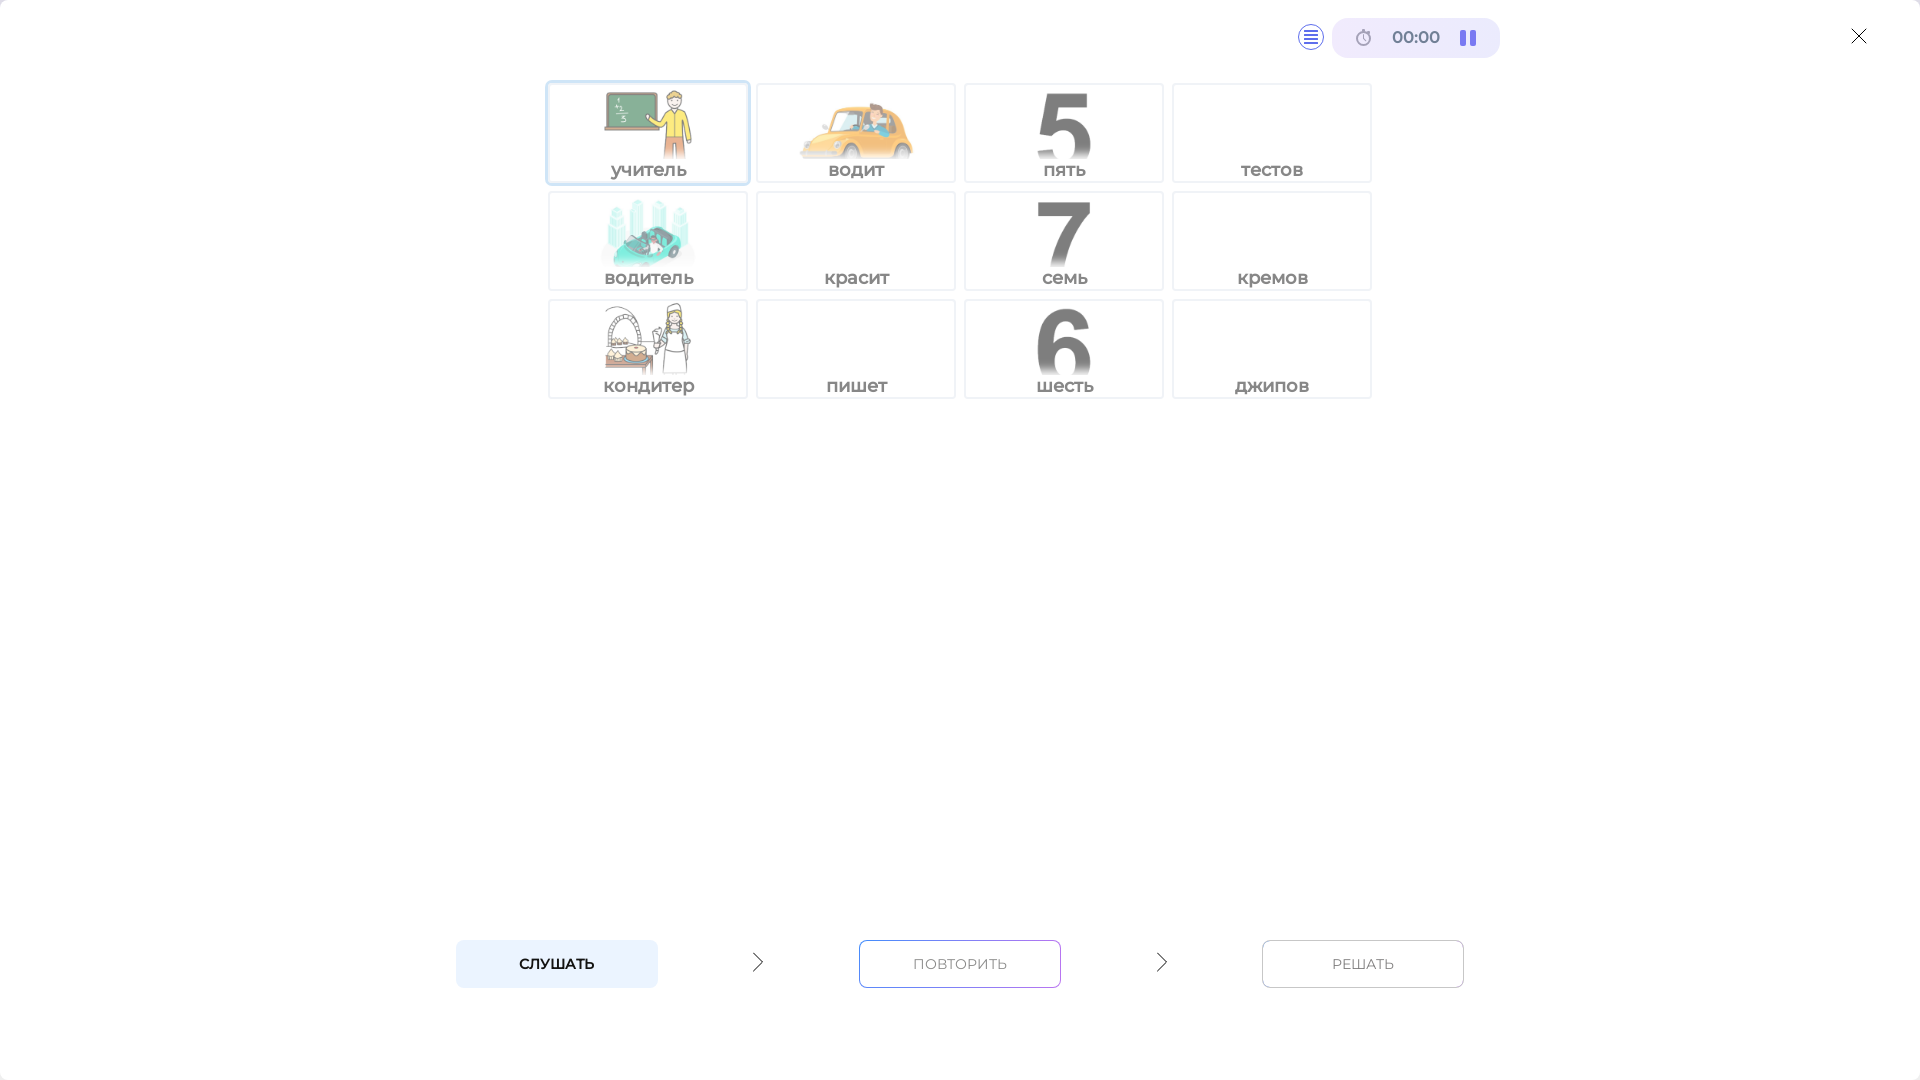 00:00
5
учитель водит пять тестов
7
водитель красит семь кремов
6
кондитер пишет шесть джипов
СЛУШАТЬ ПОВТОРИТЬ РЕШАТЬ